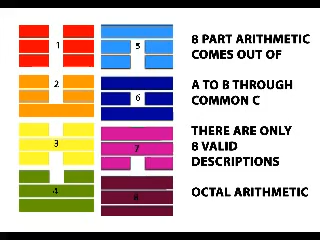 1
2
3
4
5
6
7
8
8 PART ARITHMETIC
COMES OUT OF
A TO B THROUGH
COMMON C
THERE ARE ONLY
8 VALID
DESCRIPTIONS
OCTAL ARITHMETIC